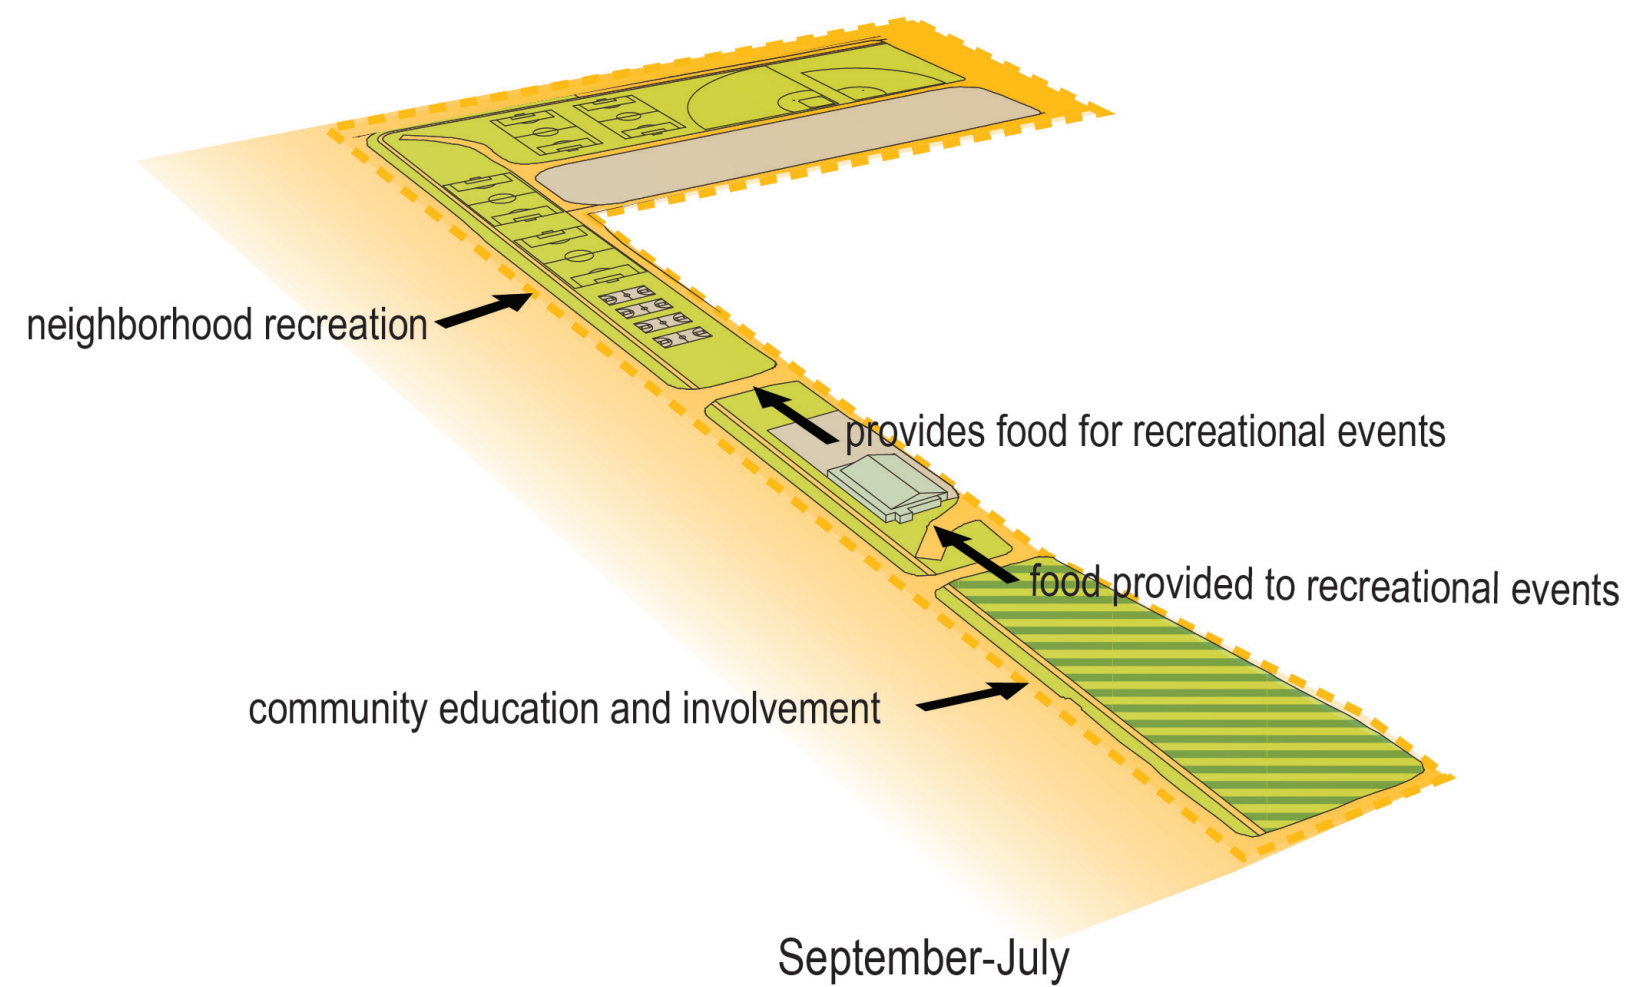 neighborhood recreation
provides food for recreational events
food provided to recreational events
community education and involvement
September-July